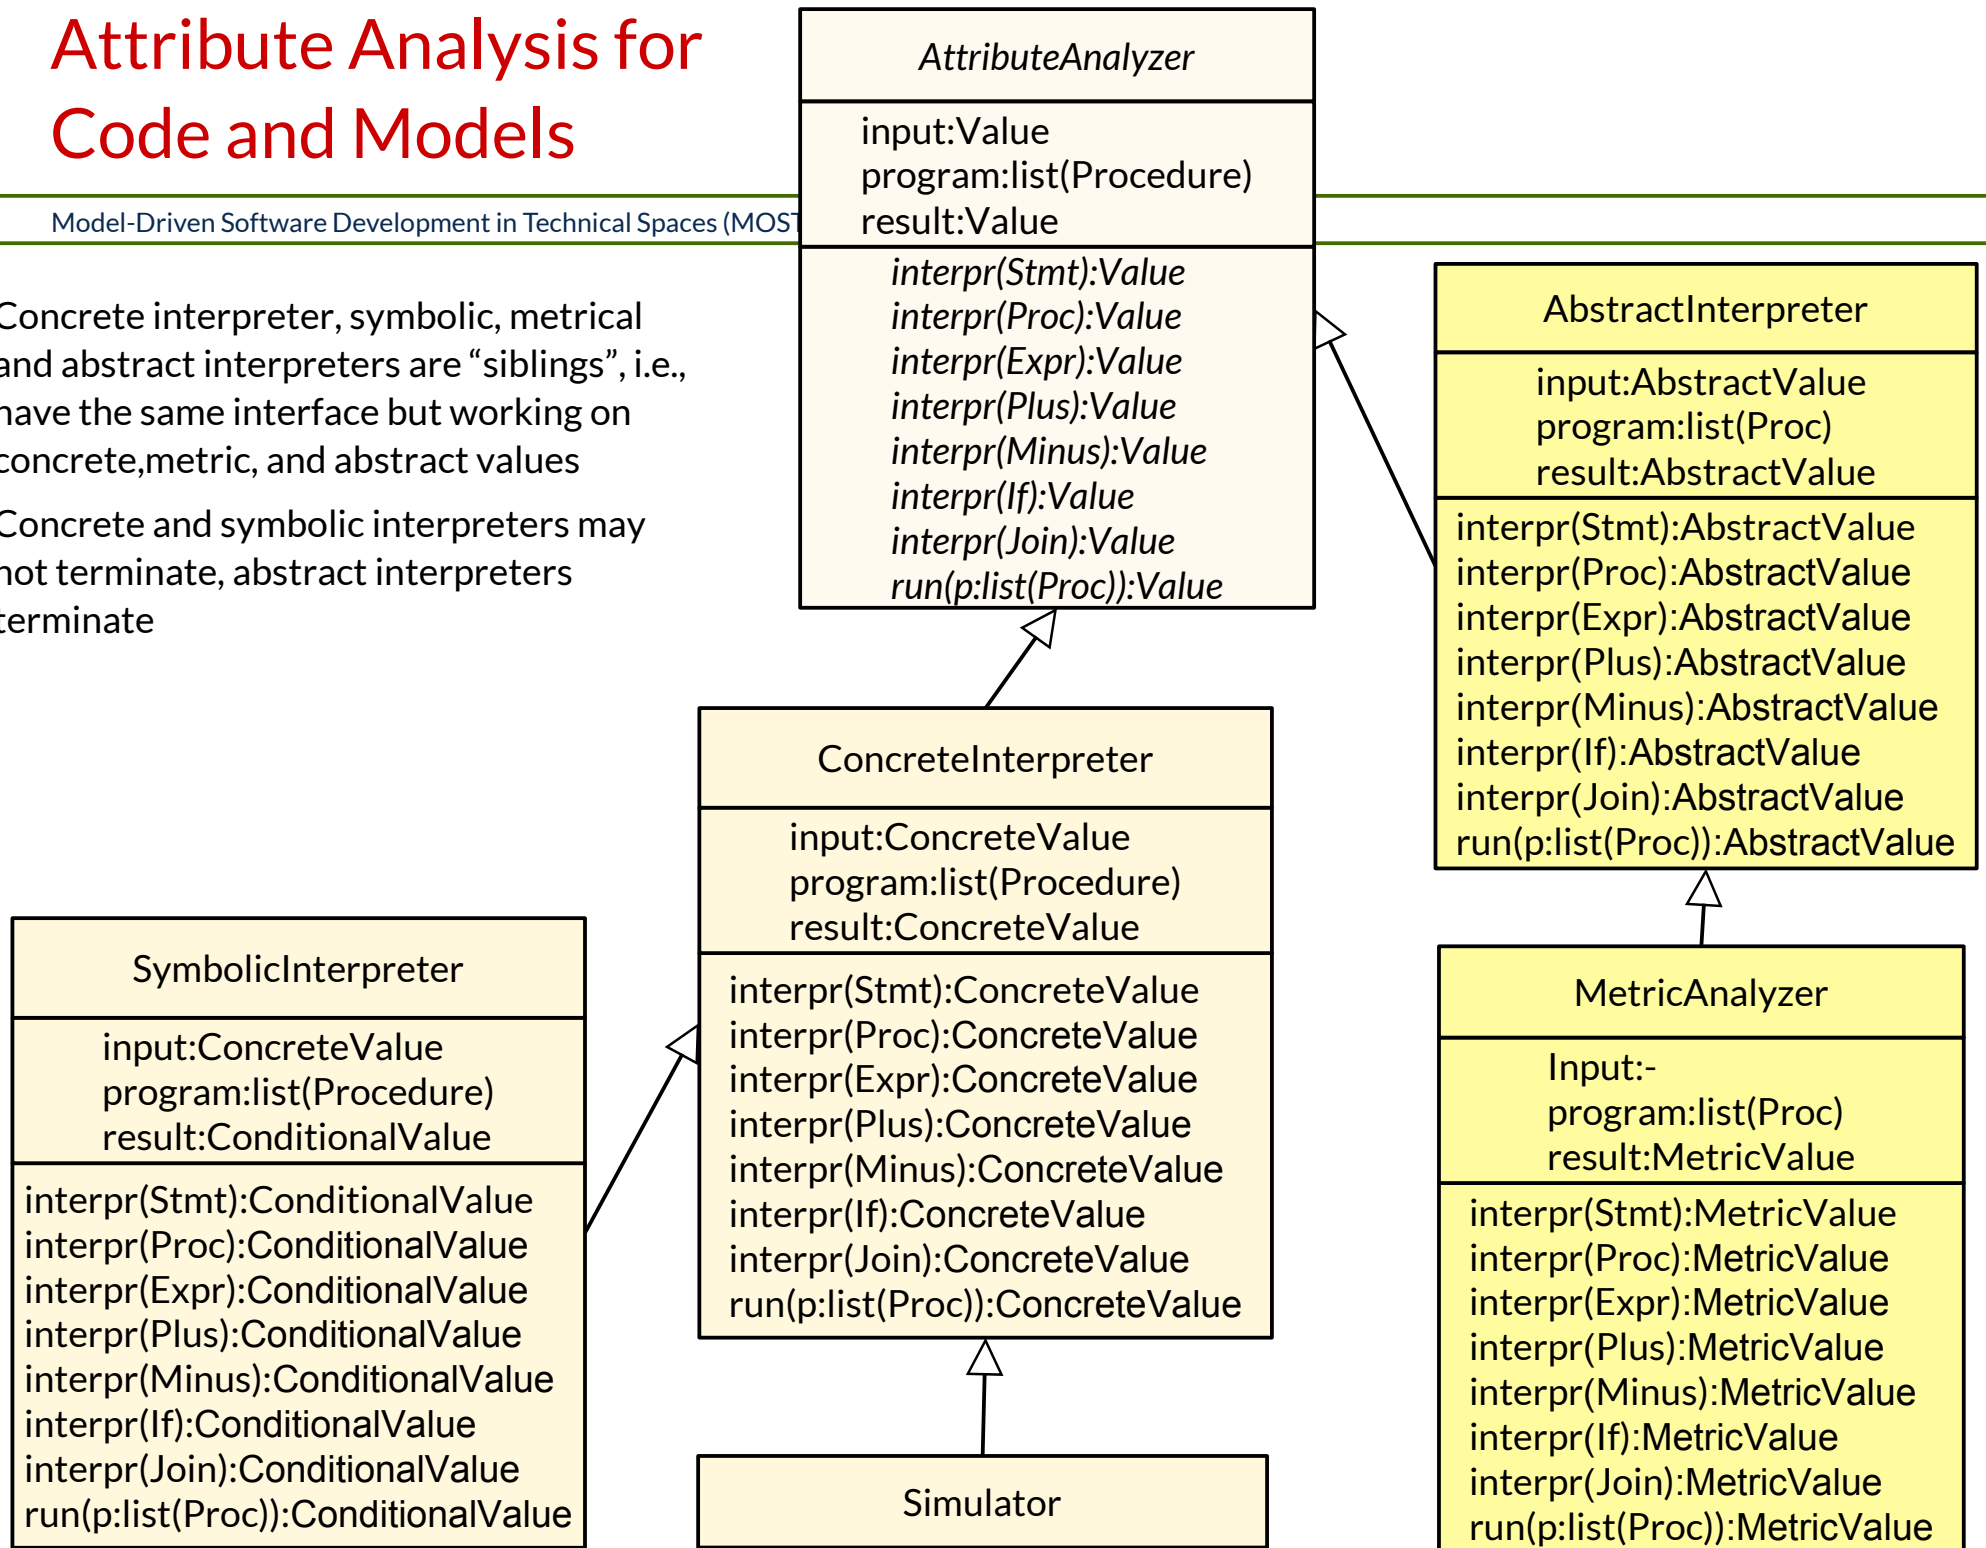 Attribute Analysis for
Code and Models
Model-Driven Software Development in Technical Spaces (MOST
Concrete interpreter, symbolic, metrical
and abstract interpreters are “siblings”, i.e.,
have the same interface but working on
concrete,metric, and abstract values
Concrete and symbolic interpreters may
not terminate, abstract interpreters
terminate
AttributeAnalyzer
input:Value
program:list(Procedure)
result:Value
interpr(Stmt):Value
interpr(Proc):Value
interpr(Expr):Value
interpr(Plus):Value
interpr(Minus):Value
interpr(If):Value
interpr(Join):Value
run(p:list(Proc)):Value
AbstractInterpreter
input:AbstractValue
program:list(Proc)
result:AbstractValue
interpr(Stmt):AbstractValue
interpr(Proc):AbstractValue
interpr(Expr):AbstractValue
interpr(Plus):AbstractValue
interpr(Minus):AbstractValue
interpr(If):AbstractValue
interpr(Join):AbstractValue
run(p:list(Proc)):AbstractValue
ConcreteInterpreter
input:ConcreteValue
program:list(Procedure)
result:ConcreteValue
interpr(Stmt):ConcreteValue
interpr(Proc):ConcreteValue
interpr(Expr):ConcreteValue
interpr(Plus):ConcreteValue
interpr(Minus):ConcreteValue
interpr(If):ConcreteValue
interpr(Join):ConcreteValue
run(p:list(Proc)):ConcreteValue
SymbolicInterpreter
input:ConcreteValue
program:list(Procedure)
result:ConditionalValue
interpr(Stmt):ConditionalValue
interpr(Proc):ConditionalValue
interpr(Expr):ConditionalValue
interpr(Plus):ConditionalValue
interpr(Minus):ConditionalValue
interpr(If):ConditionalValue
interpr(Join):ConditionalValue
run(p:list(Proc)):ConditionalValue
Simulator
MetricAnalyzer
Input:-
program:list(Proc)
result:MetricValue
interpr(Stmt):MetricValue
interpr(Proc):MetricValue
interpr(Expr):MetricValue
interpr(Plus):MetricValue
interpr(Minus):MetricValue
interpr(If):MetricValue
interpr(Join):MetricValue
run(p:list(Proc)):MetricValue